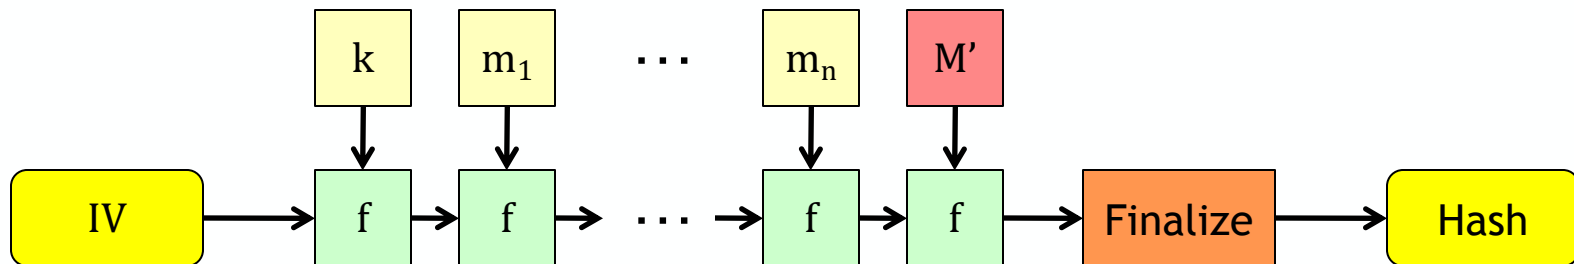 k m₁ ... mₙ M’
IV f f ... f f Finalize Hash